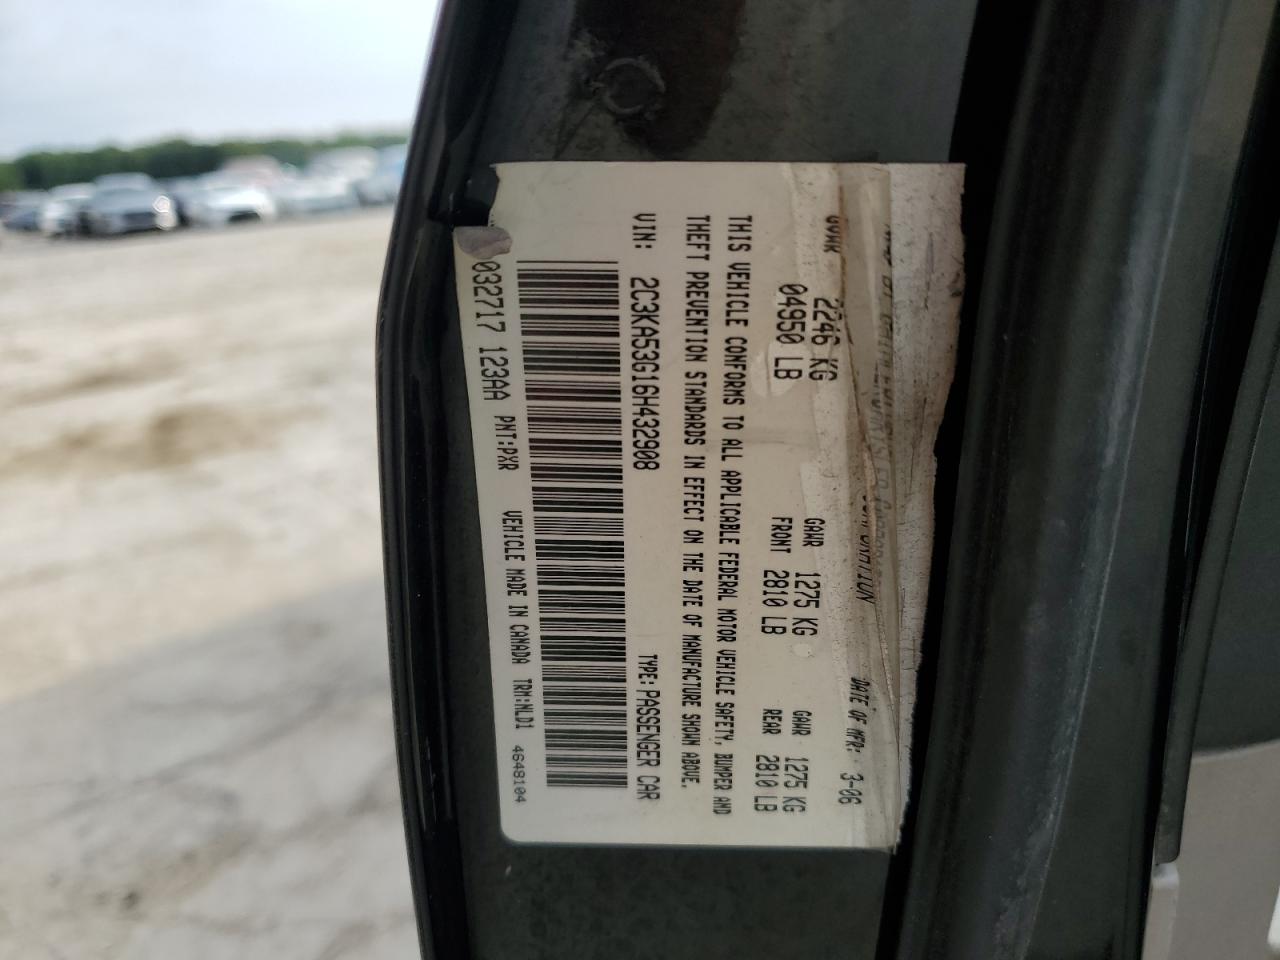 CORPORATION
DATE OF MFR: 3-06
GVWR 2246 KG
04950 LB
GAWR FRONT 1275 KG
2810 LB
GAWR REAR 1275 KG
2810 LB
THIS VEHICLE CONFORMS TO ALL APPLICABLE FEDERAL MOTOR VEHICLE SAFETY, BUMPER AND
THEFT PREVENTION STANDARDS IN EFFECT ON THE DATE OF MANUFACTURE SHOWN ABOVE.
VIN: 2C3KA53G16H432908 TYPE: PASSENGER CAR
032717 123AA PNT:PXR VEHICLE MADE IN CANADA TRM:NLD1 4648104